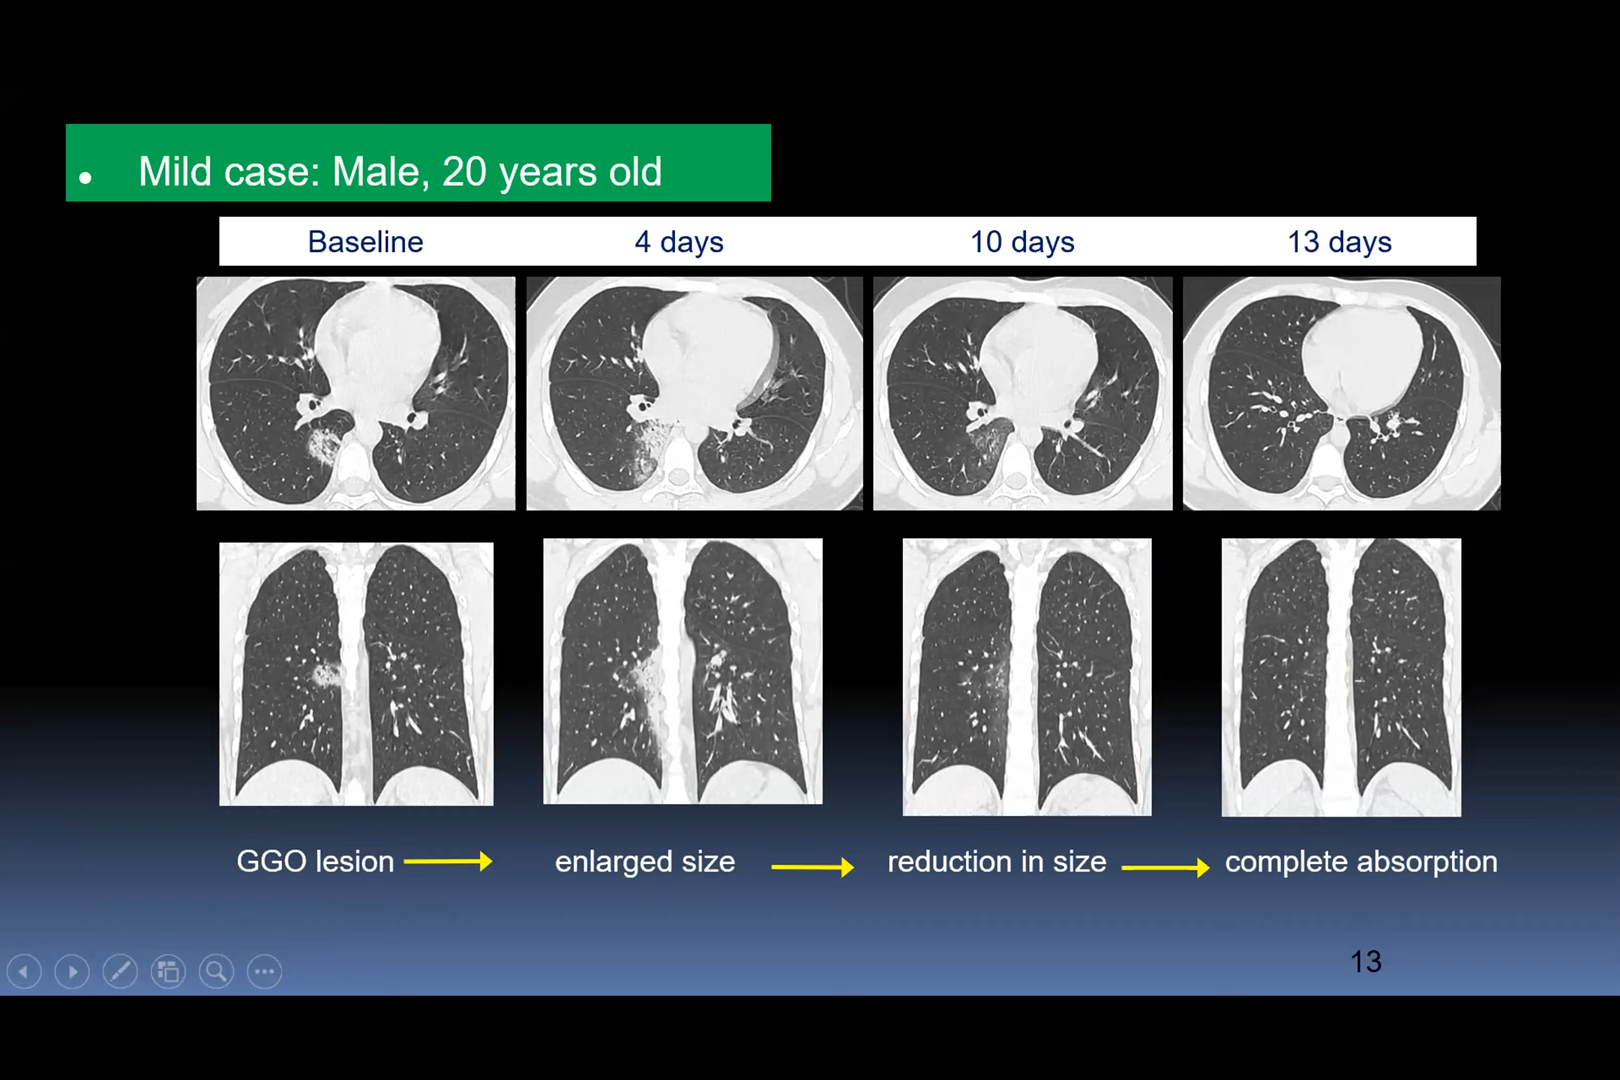 • Mild case: Male, 20 years old
Baseline 4 days 10 days 13 days
GGO lesion enlarged size reduction in size complete absorption
13